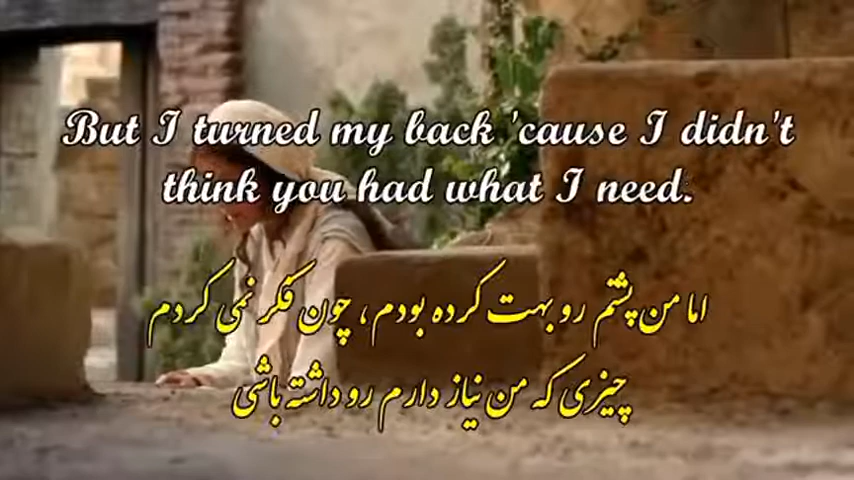 But I turned my back 'cause I didn't
think you had what I need.
اما من پشتم رو بهت کرده بودم، چون فکر نمی کردم
چیزی که من نیاز دارم رو داشته باشی